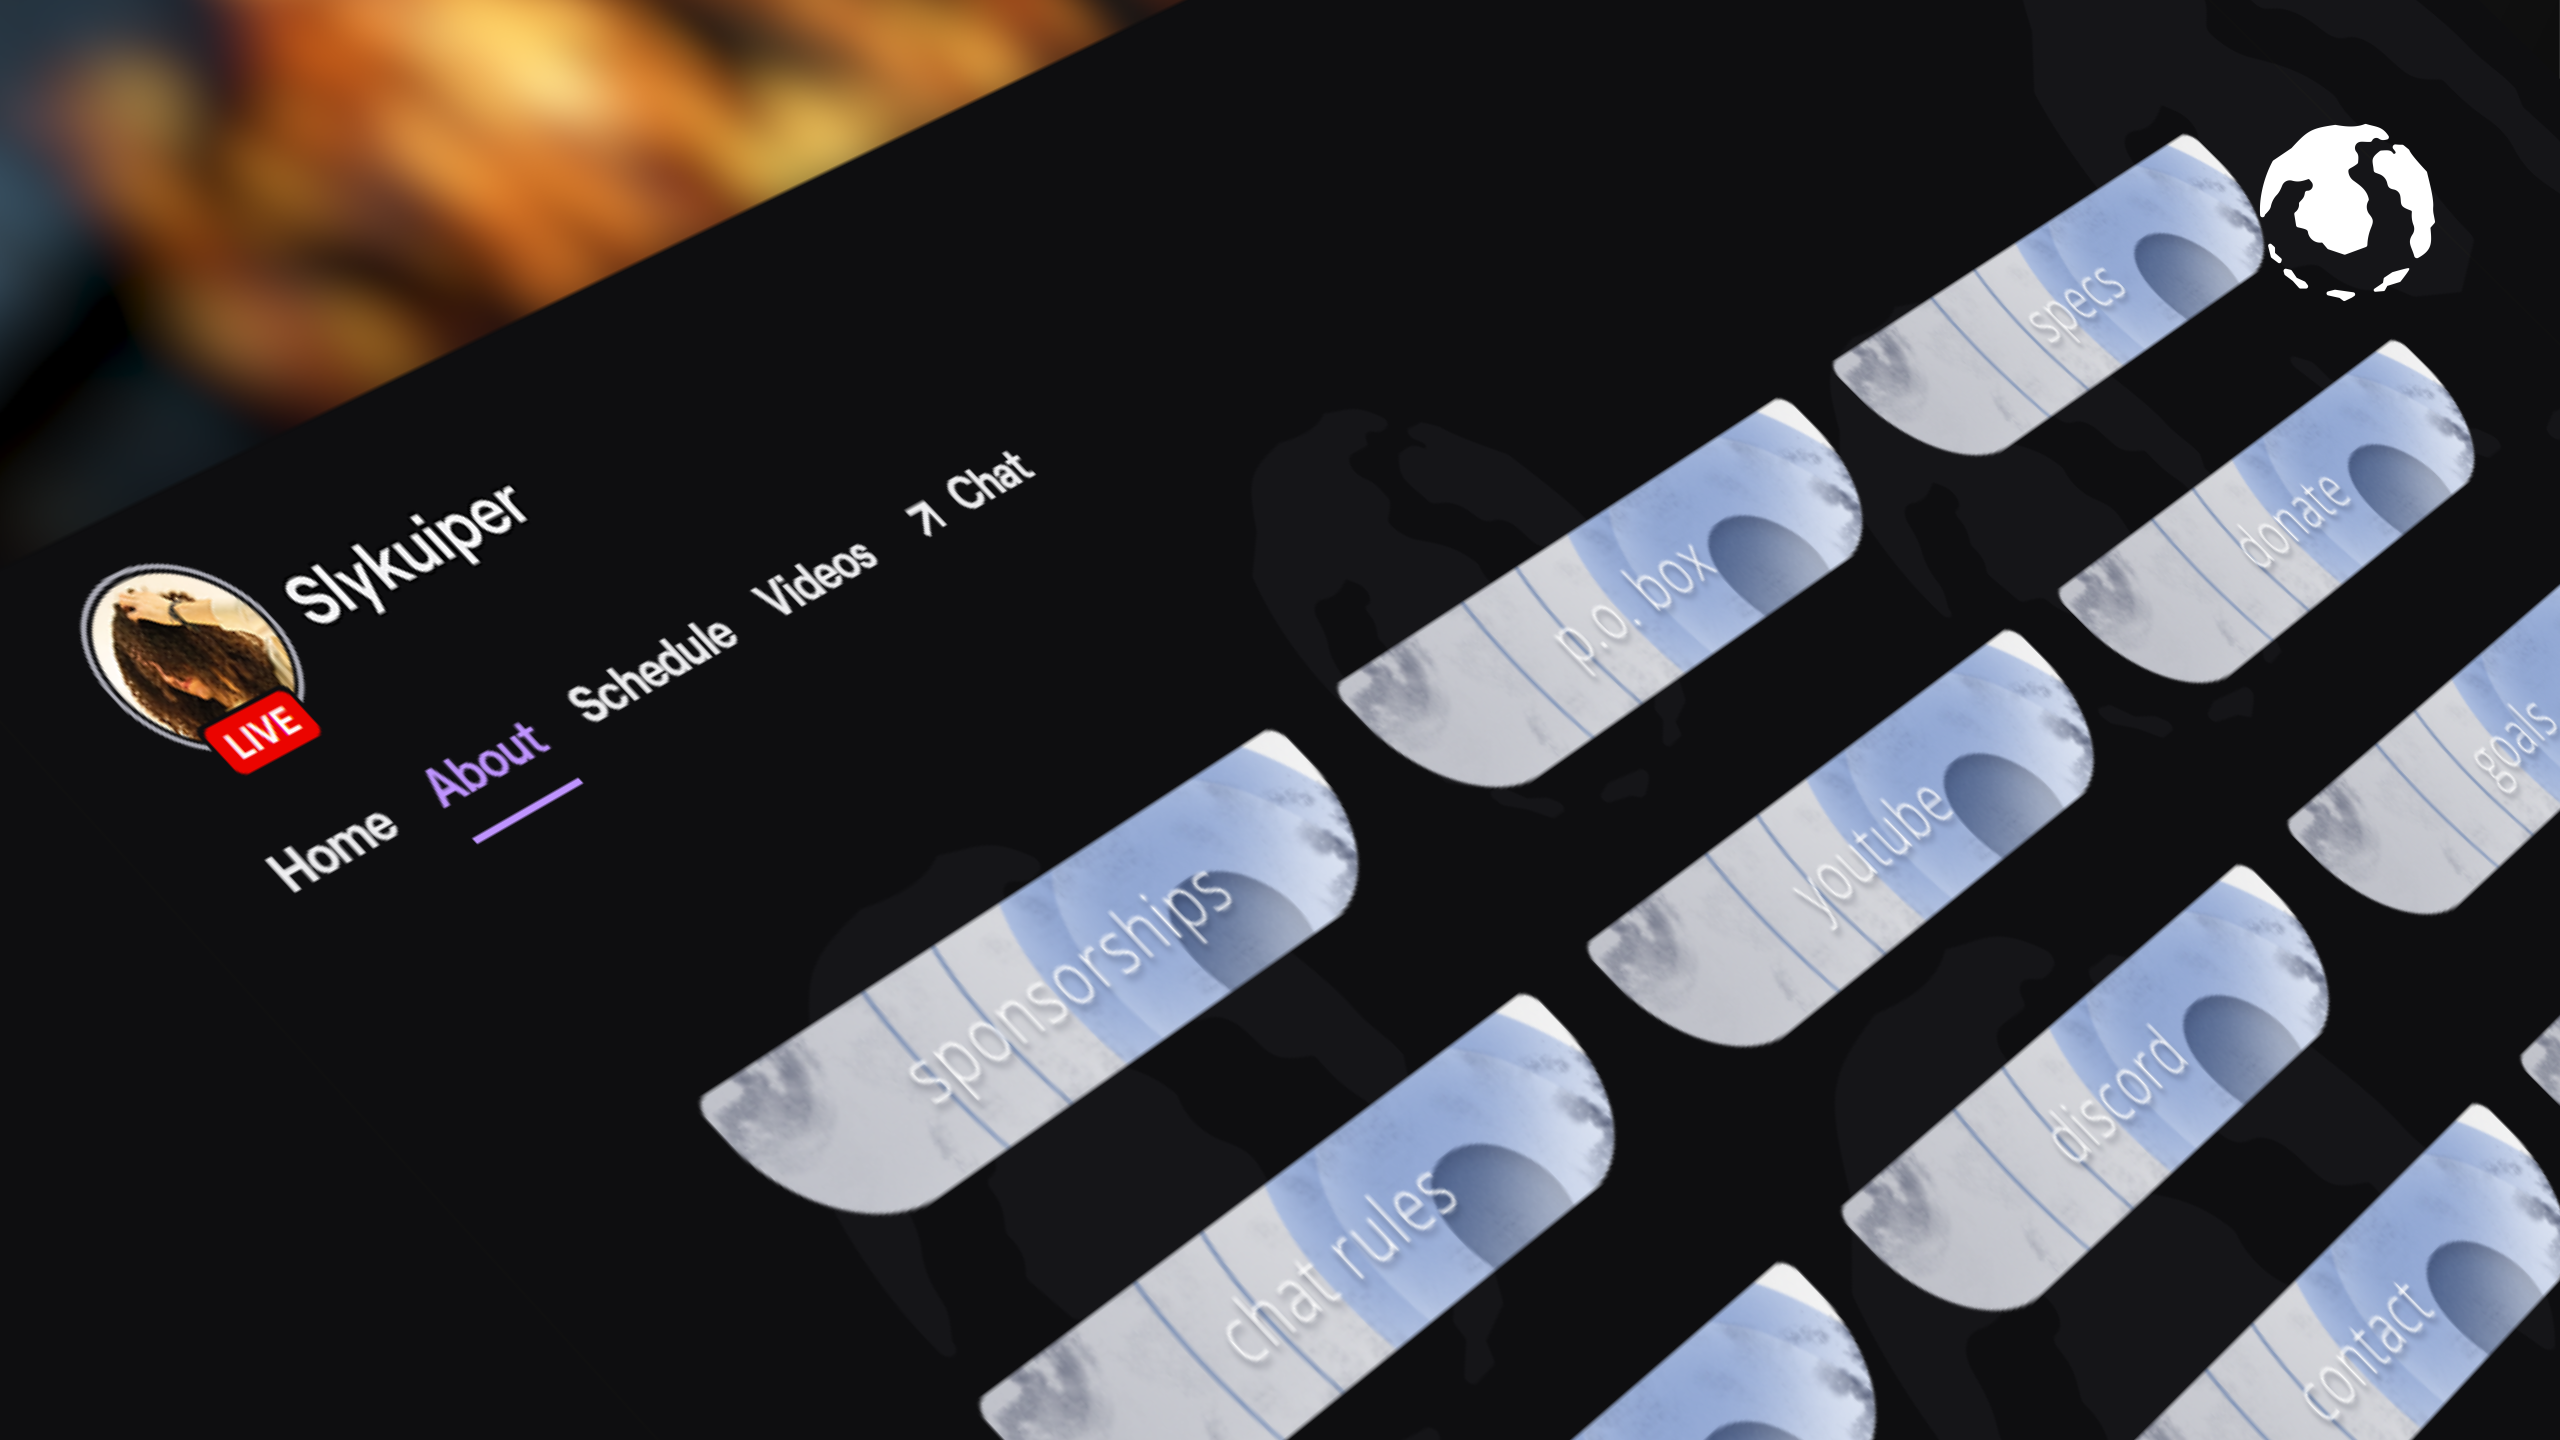 Slykuiper
LIVE
Home About Schedule Videos Chat
sponsorships
p.o. box
specs
chat rules
youtube
donate
discord
goals
contact